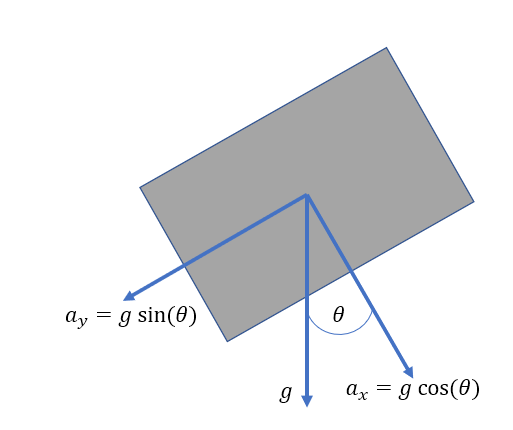 a_y = g sin(θ)
θ
g
a_x = g cos(θ)